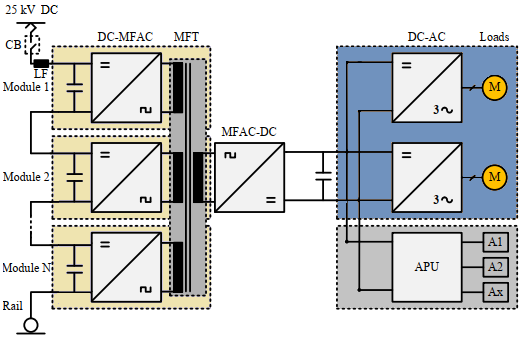 25 kV DC
CB
LF
DC-MFAC
MFT
DC-AC
Loads
Module 1
=
=
M
3~
MFAC-DC
Module 2
=
=
=
M
3~
Module N
=
APU
A1
A2
Ax
Rail